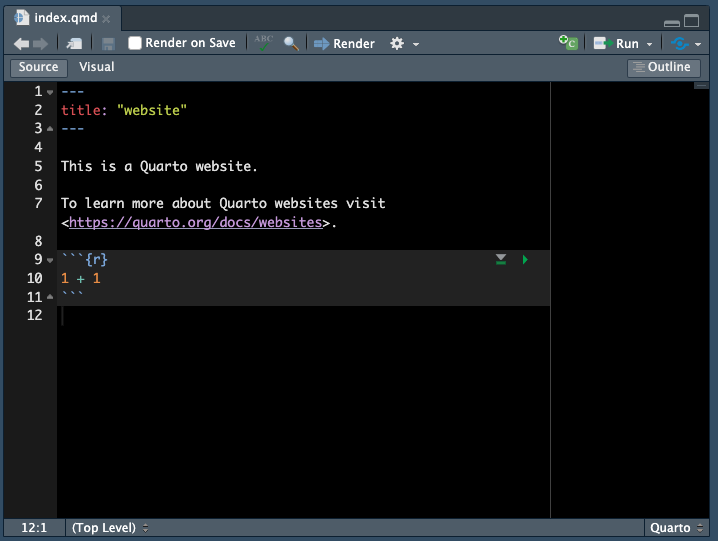 index.qmd
Render on Save ABC Render Run
Source Visual Outline
1 ---
2 title: "website"
3 ---
4
5 This is a Quarto website.
6
7 To learn more about Quarto websites visit
<https://quarto.org/docs/websites>.
8
9 ```{r}
10 1 + 1
11 ```
12
12:1 (Top Level) Quarto